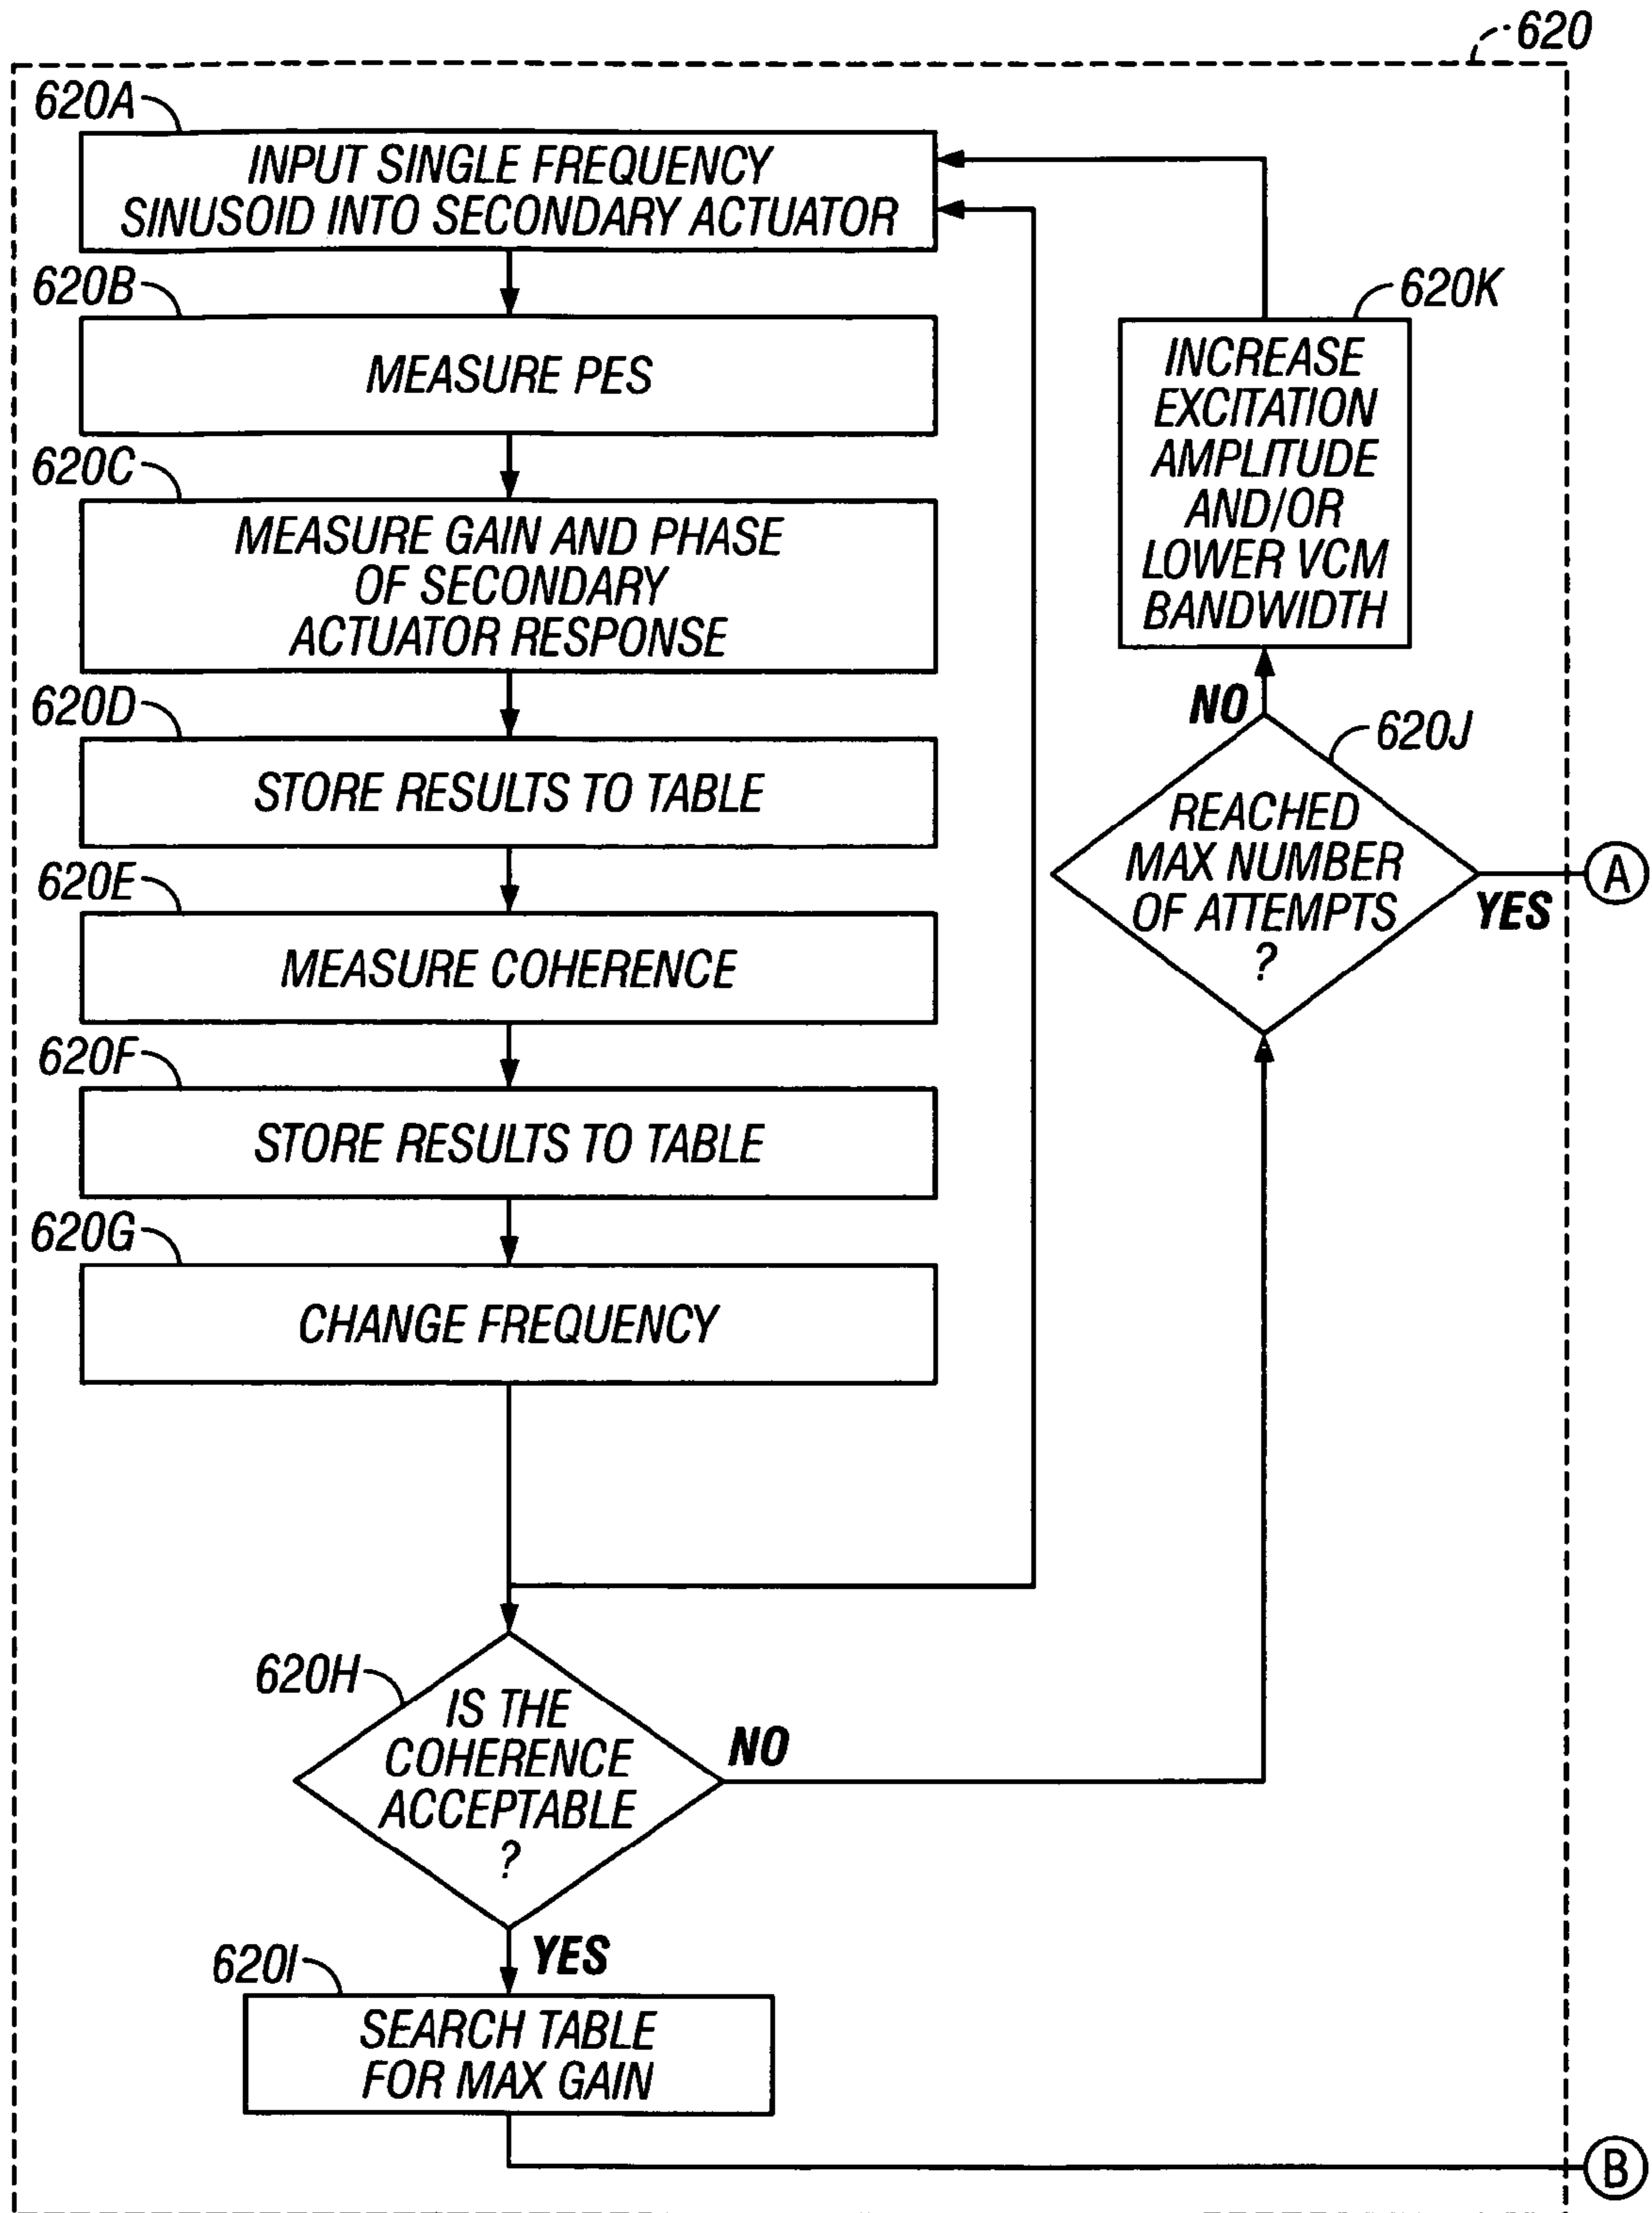 620
620A
INPUT SINGLE FREQUENCY
SINUSOID INTO SECONDARY ACTUATOR
620B
MEASURE PES
620C
MEASURE GAIN AND PHASE
OF SECONDARY
ACTUATOR RESPONSE
620D
STORE RESULTS TO TABLE
620E
MEASURE COHERENCE
620F
STORE RESULTS TO TABLE
620G
CHANGE FREQUENCY
620H
IS THE
COHERENCE
ACCEPTABLE
?
NO
YES
620I
SEARCH TABLE
FOR MAX GAIN
620K
INCREASE
EXCITATION
AMPLITUDE
AND/OR
LOWER VCM
BANDWIDTH
NO
620J
REACHED
MAX NUMBER
OF ATTEMPTS
?
YES
A
B